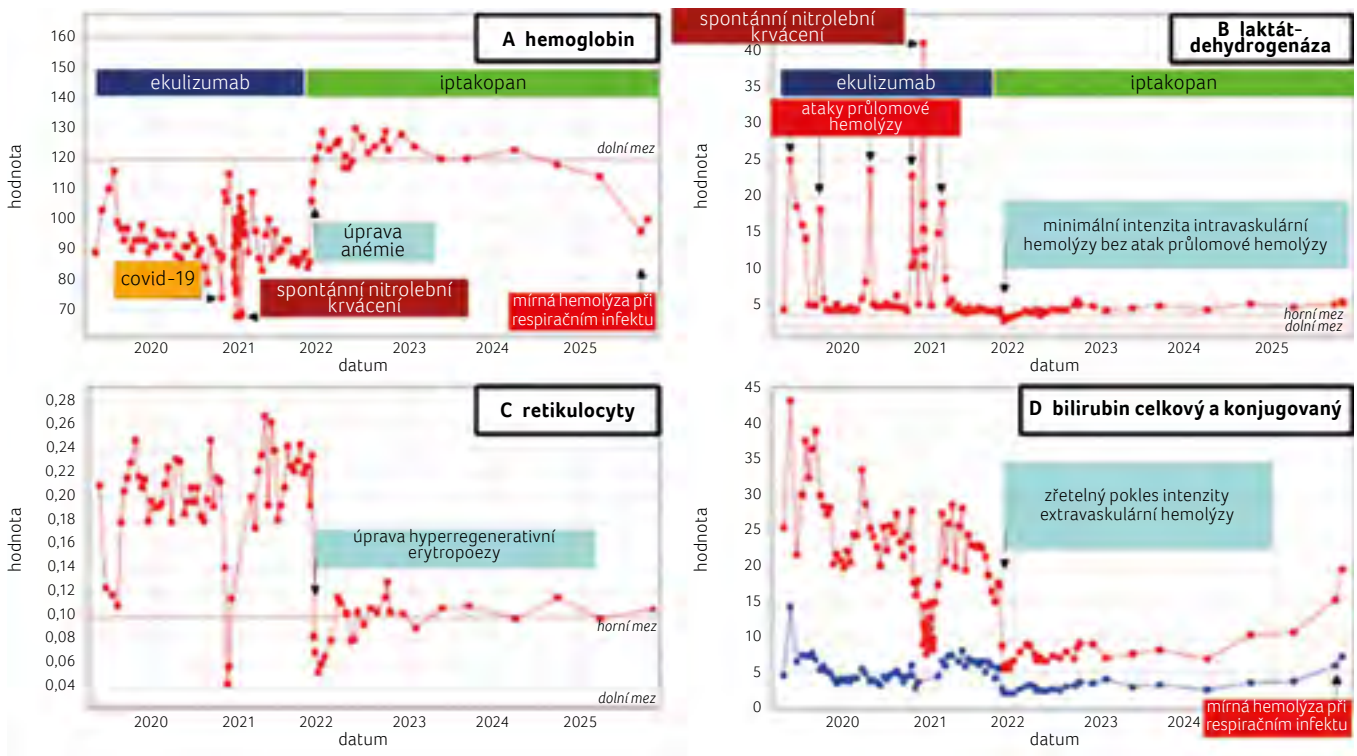 A hemoglobin
160
150
140
130
120
110
100
90
80
70
hodnota
ekulizumab
iptakopan
dolní mez
úprava
anémie
covid-19
spontánní nitrolební
krvácení
mírná hemolýza při
respiračním infektu
2020 2021 2022 2023 2024 2025
datum
spontánní nitrolební
krvácení
B laktát-
dehydrogenáza
40
35
30
25
20
15
10
5
hodnota
ekulizumab
iptakopan
ataky průlomové
hemolýzy
minimální intenzita intravaskulární
hemolýzy bez atak průlomové hemolýzy
horní mez
dolní mez
2020 2021 2022 2023 2024 2025
datum
C retikulocyty
0,28
0,26
0,24
0,22
0,20
0,18
0,16
0,14
0,12
0,10
0,08
0,06
0,04
hodnota
úprava hyperregenerativní
erytropoezy
horní mez
dolní mez
2020 2021 2022 2023 2024 2025
datum
D bilirubin celkový a konjugovaný
45
40
35
30
25
20
15
10
5
0
hodnota
zřetelný pokles intenzity
extravaskulární hemolýzy
mírná hemolýza při
respiračním infektu
2020 2021 2022 2023 2024
datum